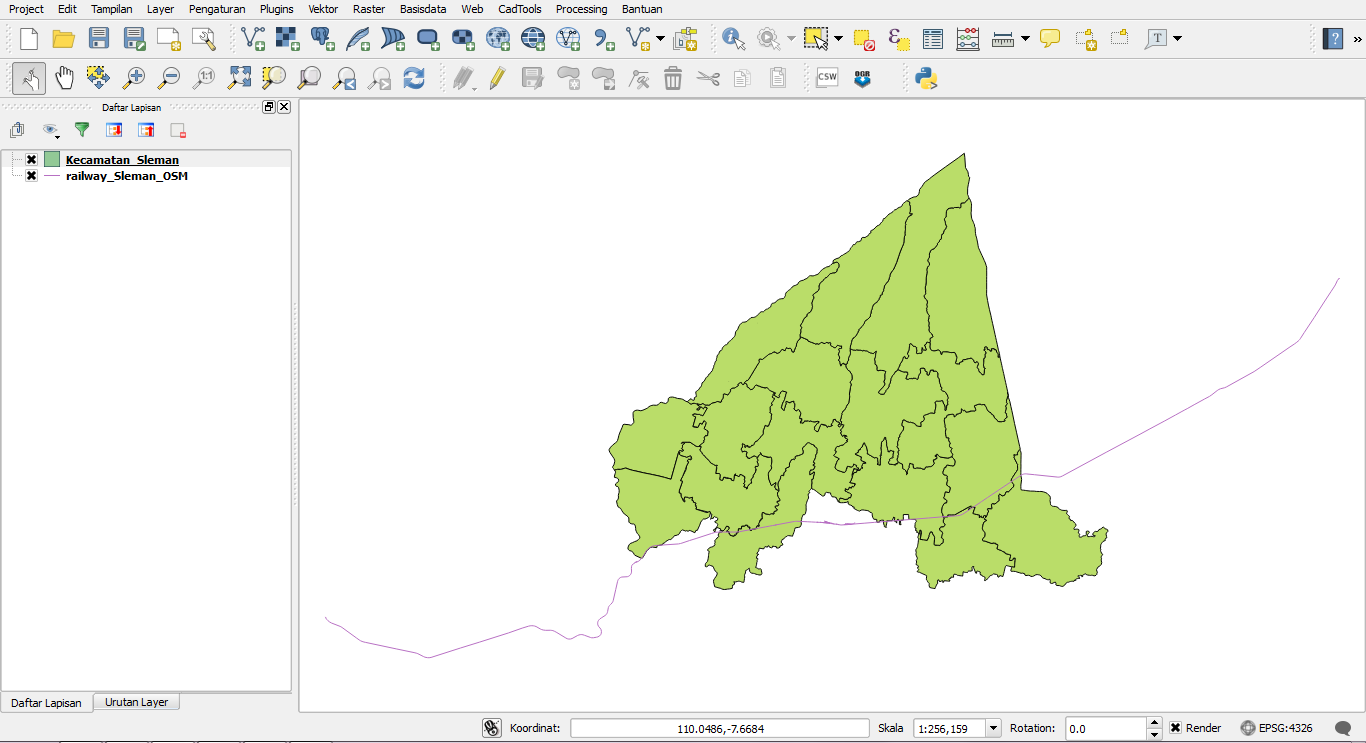 Project Edit Tampilan Layer Pengaturan Plugins Vektor Raster Basisdata Web CadTools Processing Bantuan
CSW OGR
Daftar Lapisan
Kecamatan_Sleman
railway_Sleman_OSM
Daftar Lapisan Urutan Layer
Koordinat: 110.0486,-7.6684 Skala 1:256,159 Rotation: 0.0 Render EPSG:4326